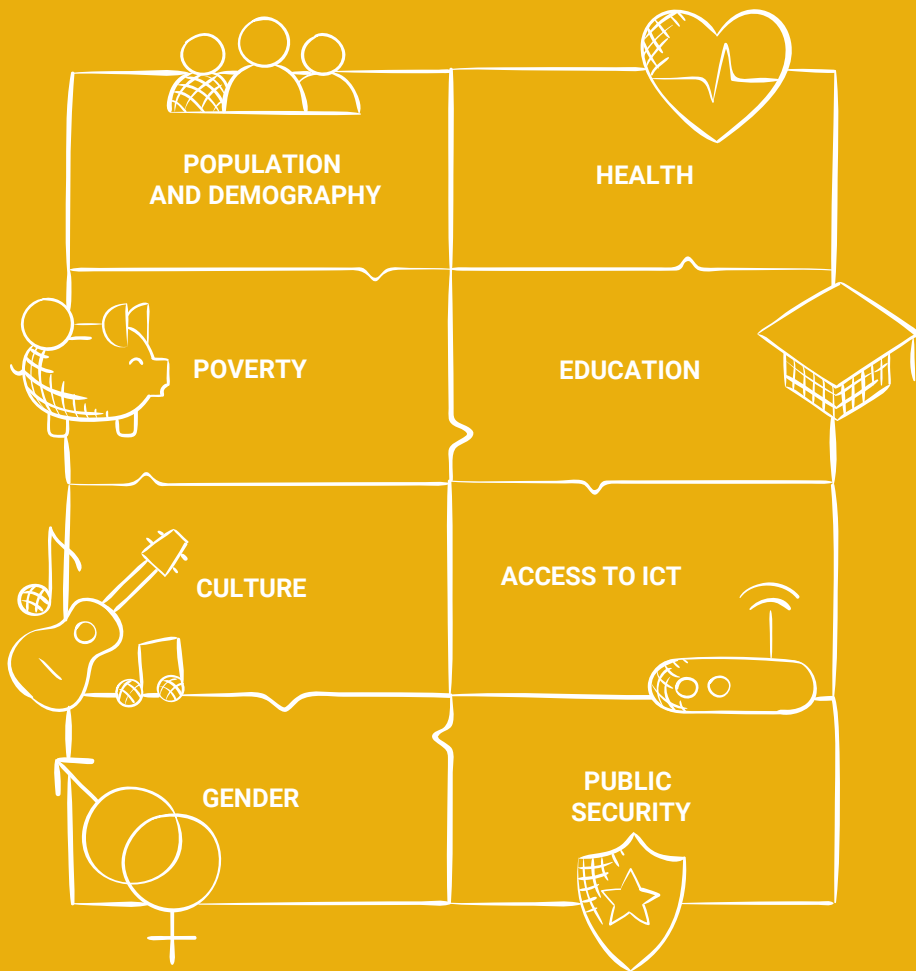 POPULATION
AND DEMOGRAPHY
HEALTH
POVERTY
EDUCATION
CULTURE
ACCESS TO ICT
GENDER
PUBLIC
SECURITY